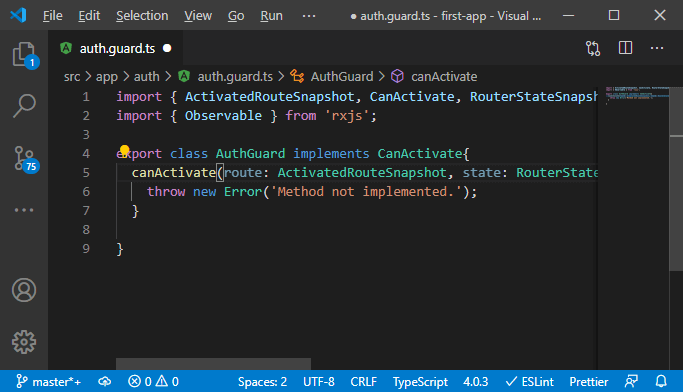 File Edit Selection View Go Run ··· ● auth.guard.ts - first-app - Visual ...
auth.guard.ts ●
src > app > auth > auth.guard.ts > AuthGuard > canActivate
1 import { ActivatedRouteSnapshot, CanActivate, RouterStateSnaps
2 import { Observable } from 'rxjs';
3
4 export class AuthGuard implements CanActivate{
5 canActivate(route: ActivatedRouteSnapshot, state: RouterState
6 throw new Error('Method not implemented.');
7 }
8
9 }
1
75
master*+ 0 0 Spaces: 2 UTF-8 CRLF TypeScript 4.0.3 ✓ ESLint Prettier